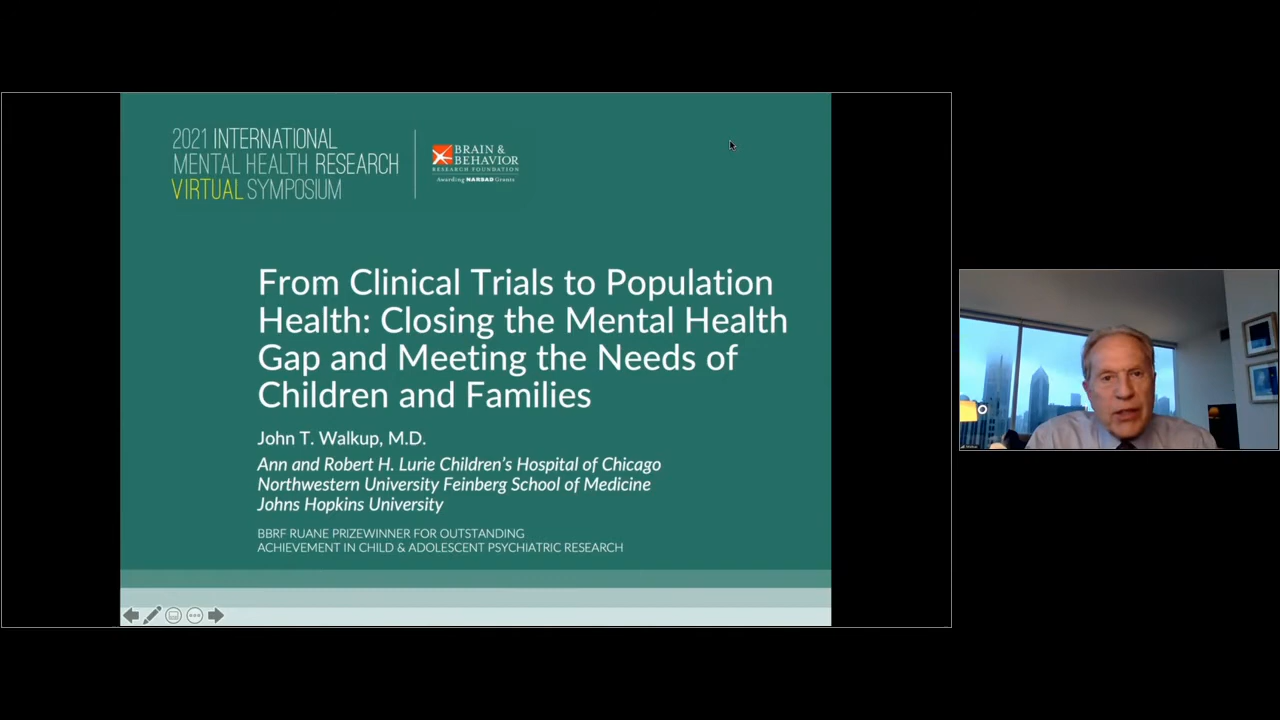 2021 INTERNATIONAL
MENTAL HEALTH RESEARCH
VIRTUAL SYMPOSIUM
BRAIN &
BEHAVIOR
RESEARCH FOUNDATION
Awarding NARSAD Grants
From Clinical Trials to Population
Health: Closing the Mental Health
Gap and Meeting the Needs of
Children and Families
John T. Walkup, M.D.
Ann and Robert H. Lurie Children's Hospital of Chicago
Northwestern University Feinberg School of Medicine
Johns Hopkins University
BBRF RUANE PRIZEWINNER FOR OUTSTANDING
ACHIEVEMENT IN CHILD & ADOLESCENT PSYCHIATRIC RESEARCH